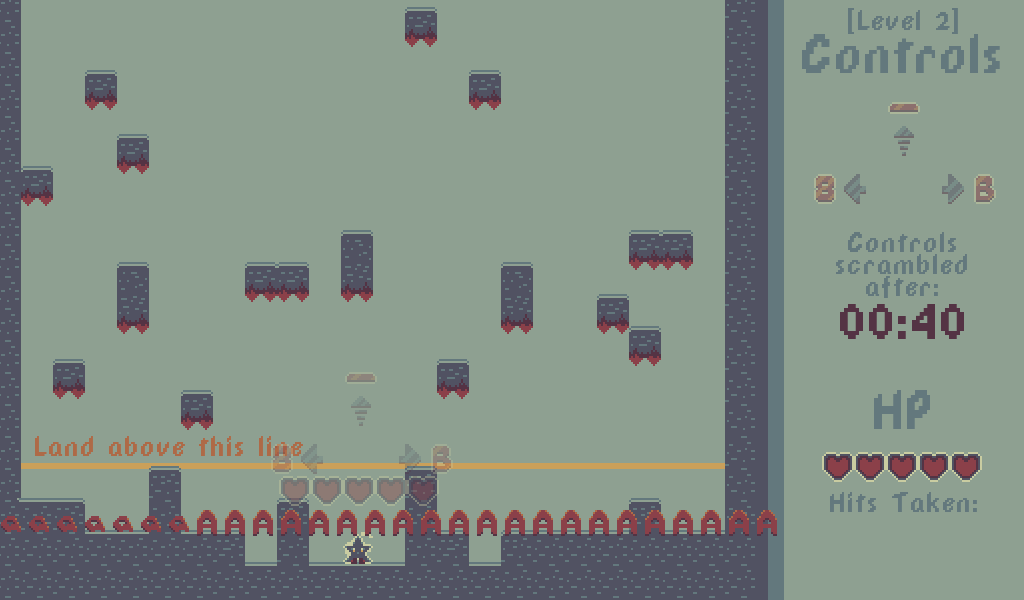 [Level 2]
Controls
B B
Controls
scrambled
after:
00:40
HP
Hits Taken:
Land above this line
B B